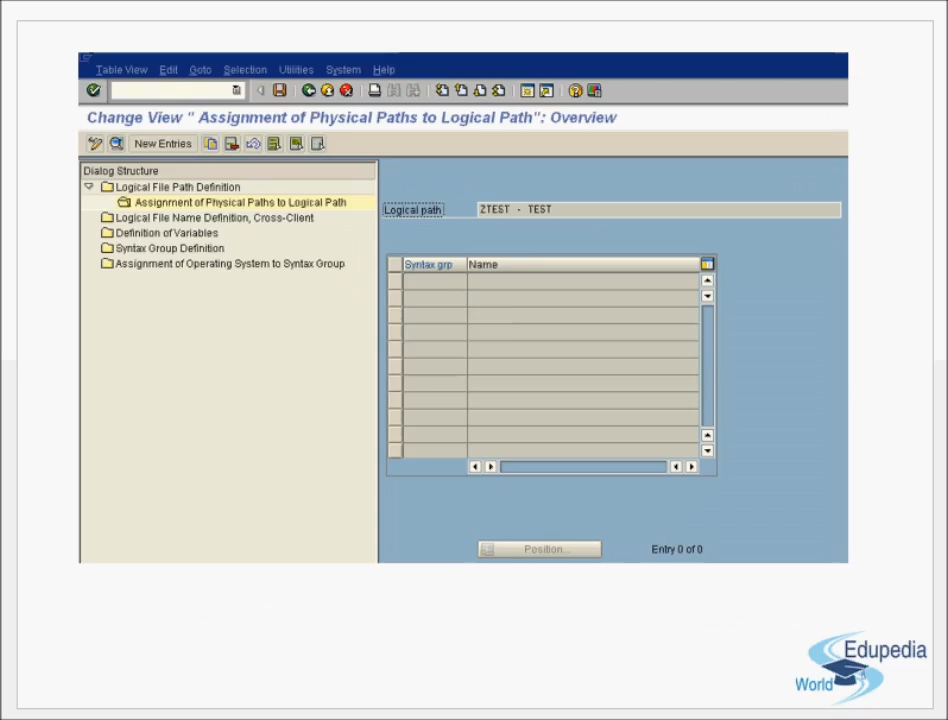 Table View Edit Goto Selection Utilities System Help
Change View " Assignment of Physical Paths to Logical Path": Overview
New Entries
Dialog Structure
Logical File Path Definition
Assignment of Physical Paths to Logical Path
Logical File Name Definition, Cross-Client
Definition of Variables
Syntax Group Definition
Assignment of Operating System to Syntax Group
Logical path ZTEST - TEST
Syntax grp Name
Position... Entry 0 of 0
Edupedia
World